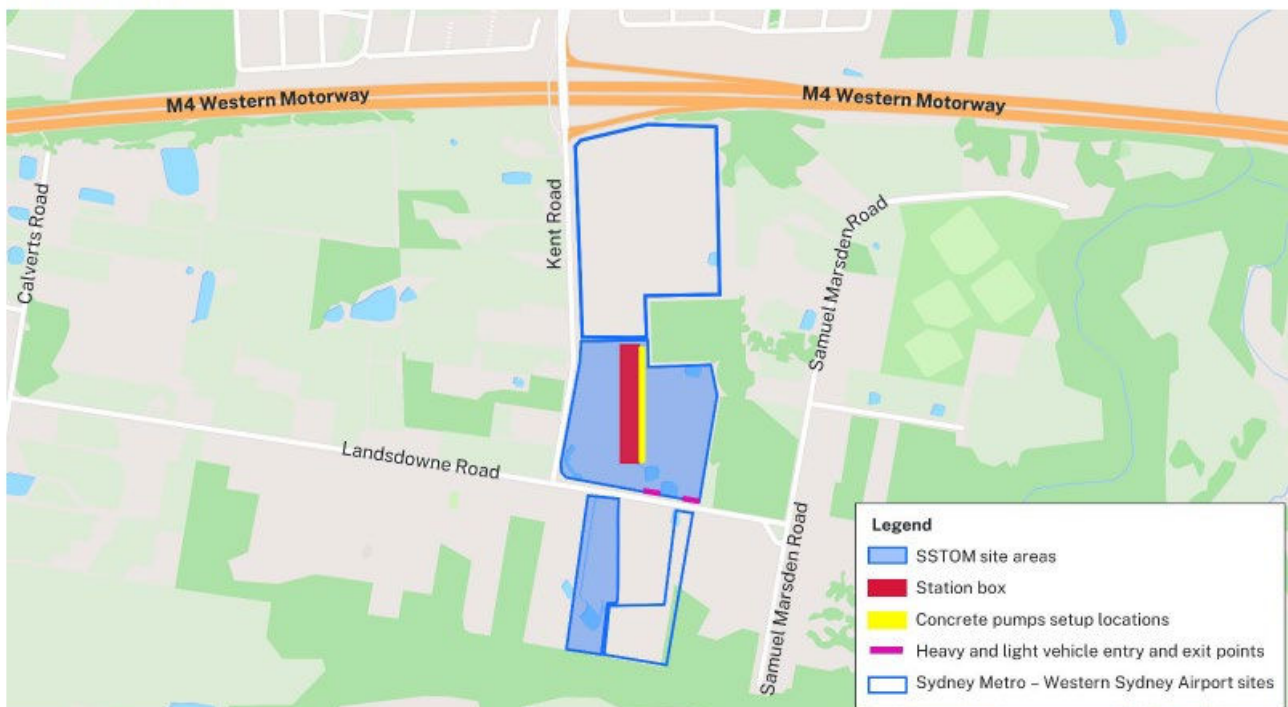 M4 Western Motorway
M4 Western Motorway
Kent Road
Calverts Road
Samuel Marsden Road
Landsdowne Road
Samuel Marsden Road
Legend
SSTOM site areas
Station box
Concrete pumps setup locations
Heavy and light vehicle entry and exit points
Sydney Metro – Western Sydney Airport sites